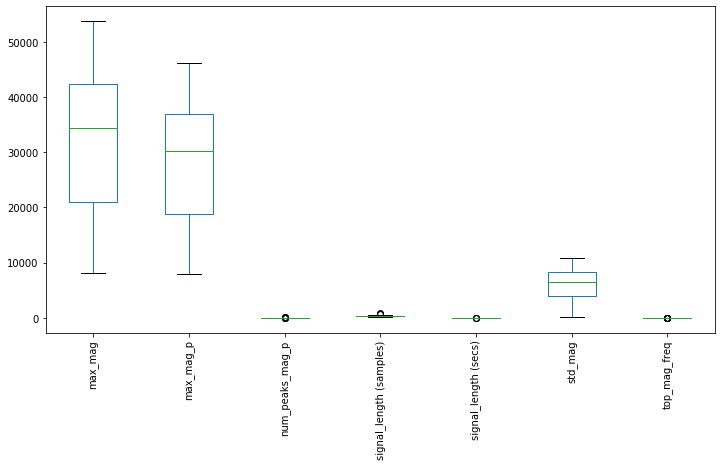 50000
40000
30000
20000
10000
0
max_mag
max_mag_p
num_peaks_mag_p
signal_length (samples)
signal_length (secs)
std_mag
top_mag_freq